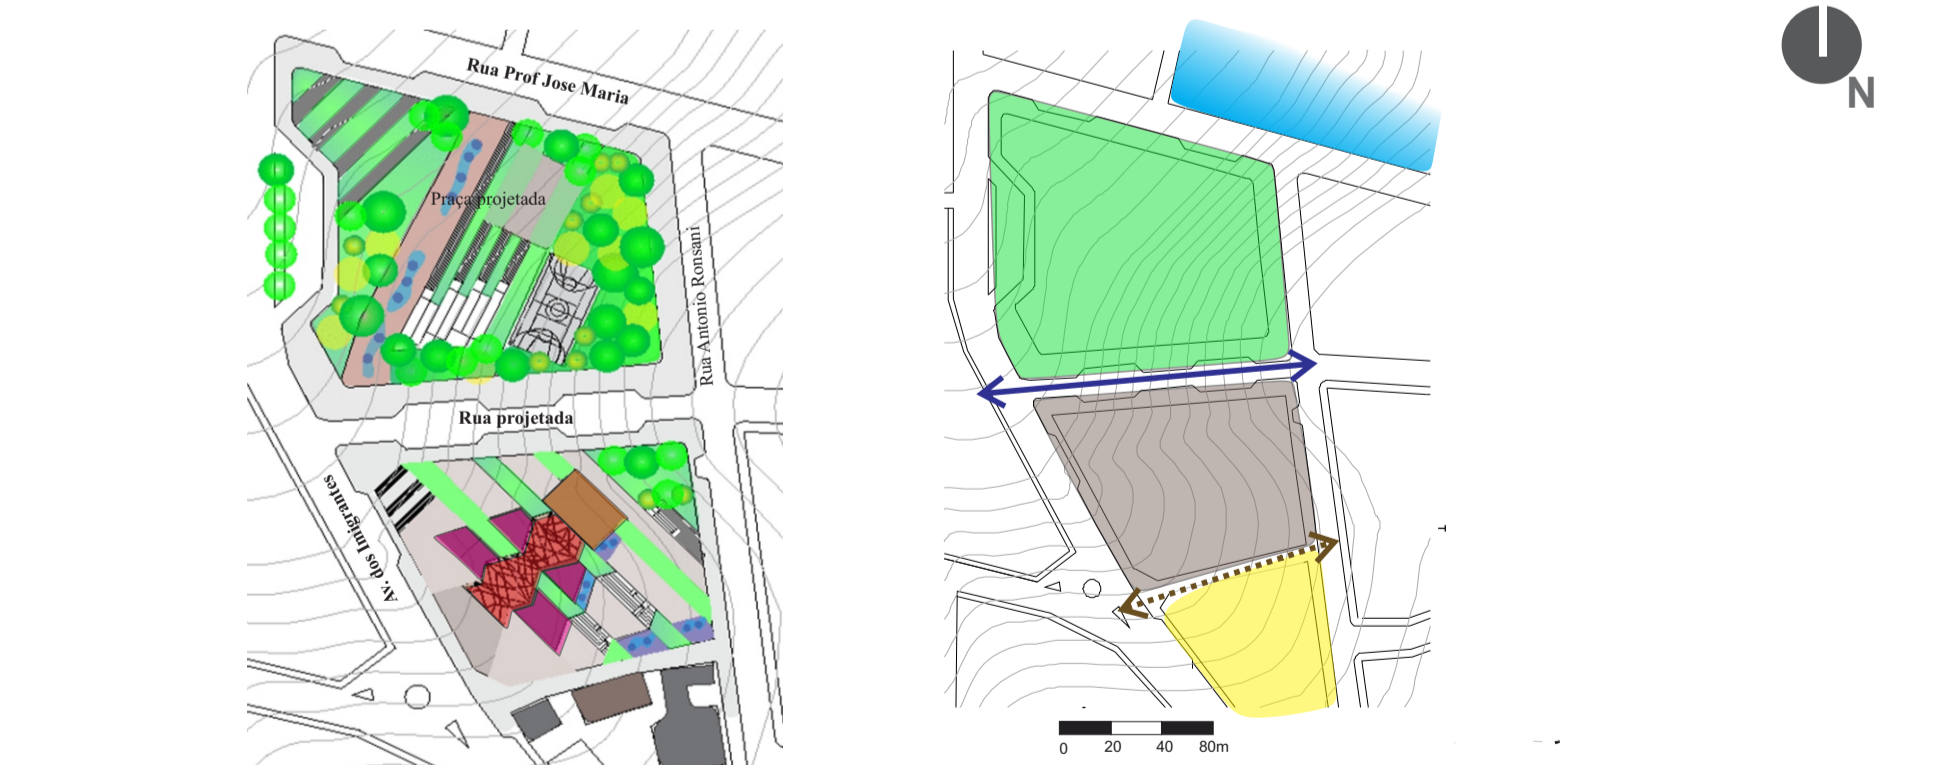 Rua Prof Jose Maria
Praça projetada
Rua Antonio Ronsani
Rua projetada
Av. dos Imigrantes
N
0 20 40 80m